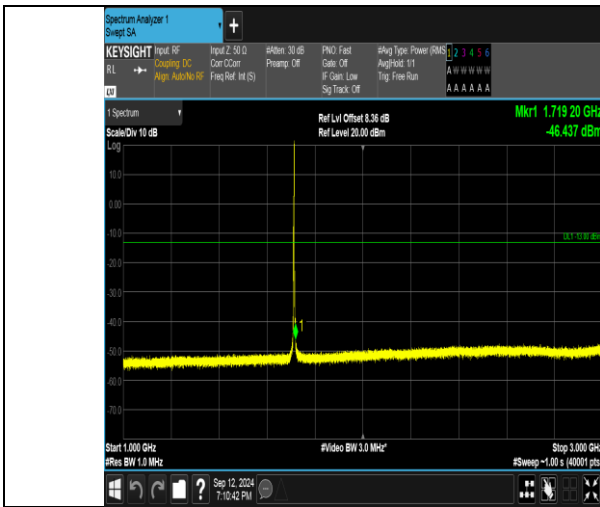 Spectrum Analyzer 1
Swept SA
+
KEYSIGHT Input: RF Input Z: 50 Ω #Atten: 30 dB PNO: Fast #Avg Type: Power (RMS 1 2 3 4 5 6
RL Coupling: DC Corr CCorr Preamp: Off Gate: Off Avg|Hold: 1/1 A W W W W W
Align: Auto/No RF Freq Ref: Int (S) IF Gain: Low Trig: Free Run
LXI Sig Track: Off A A A A A A
1 Spectrum Ref Lvl Offset 8.36 dB Mkr1 1.719 20 GHz
Scale/Div 10 dB Ref Level 20.00 dBm -46.437 dBm
Log
10.0
0.00
-10.0
DL1 -13.00 dBm
-20.0
-30.0
-40.0
1
-50.0
-60.0
-70.0
Start 1.000 GHz #Video BW 3.0 MHz* Stop 3.000 GHz
#Res BW 1.0 MHz #Sweep ~1.00 s (40001 pts
? Sep 12, 2024
7:10:42 PM